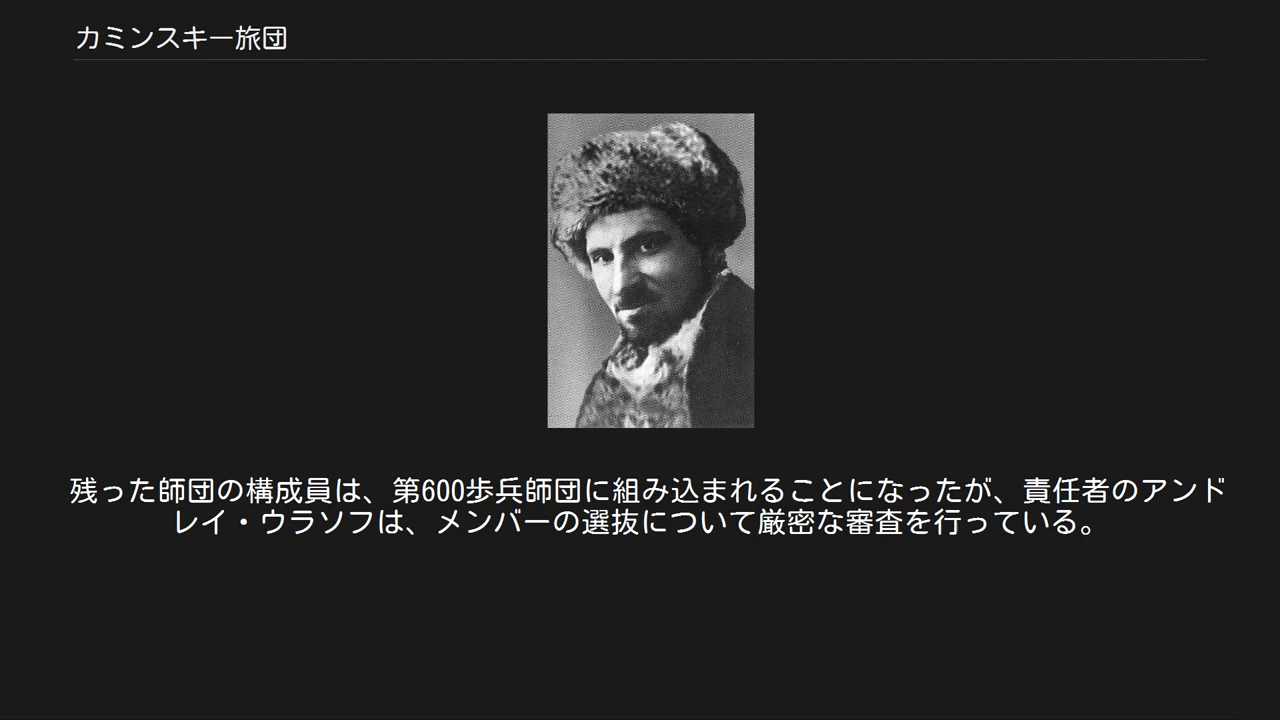 カミンスキー旅団
残った師団の構成員は、第600歩兵師団に組み込まれることになったが、責任者のアンド
レイ・ウラソフは、メンバーの選抜について厳密な審査を行っている。